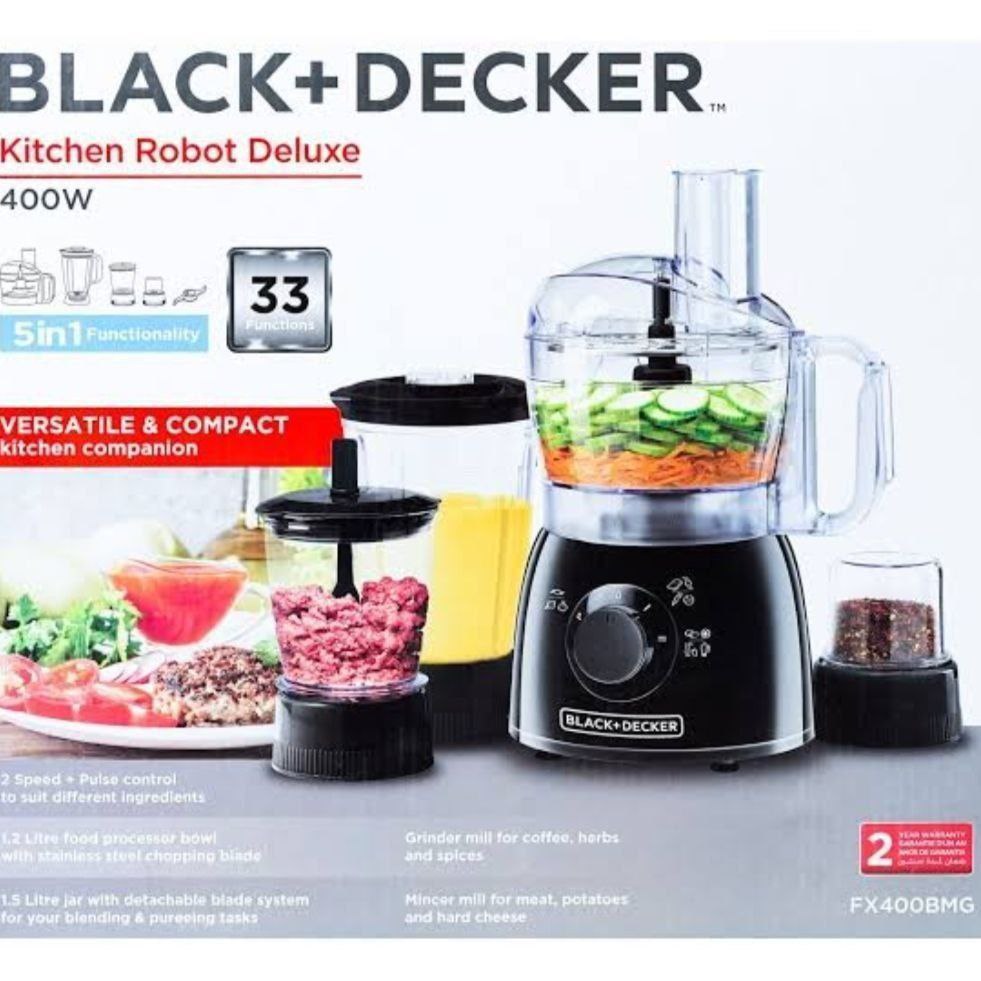 BLACK+DECKER™
Kitchen Robot Deluxe
400W
5in1 Functionality
33
Functions
VERSATILE & COMPACT
kitchen companion
BLACK+DECKER
2 Speed + Pulse control
to suit different ingredients
1.2 Litre food processor bowl
with stainless steel chopping blade
1.5 Litre jar with detachable blade system
for your blending & pureeing tasks
Grinder mill for coffee, herbs
and spices
Mincer mill for meat, potatoes
and hard cheese
2
YEAR WARRANTY
FX400BMG